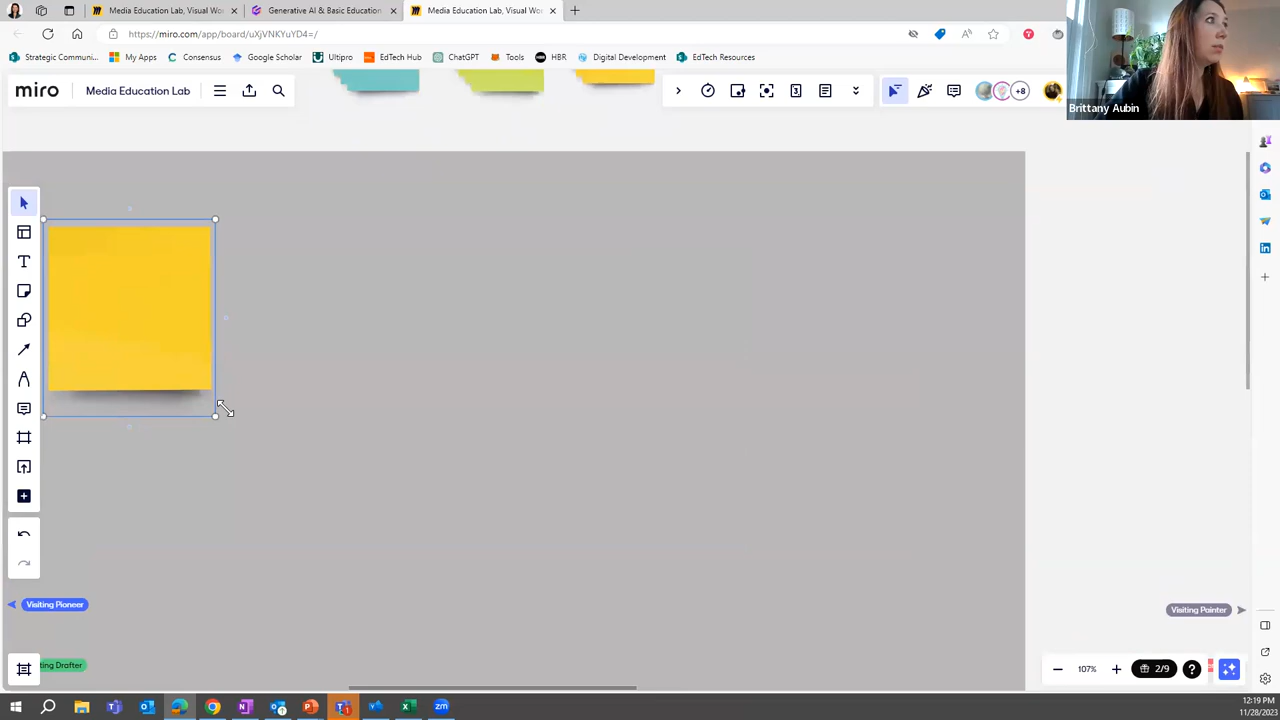 Media Education Lab, Visual Wo
Generative AI & Basic Education
Media Education Lab, Visual Wo
https://miro.com/app/board/uXjVNKYuYD4=/
Strategic Communi...
My Apps
Consensus
Google Scholar
Ultipro
EdTech Hub
ChatGPT
Tools
HBR
Digital Development
EdTech Resources
miro
Media Education Lab
+8
Brittany Aubin
Visiting Pioneer
Visiting Painter
ting Drafter
107%
2/9
12:19 PM
11/28/2023